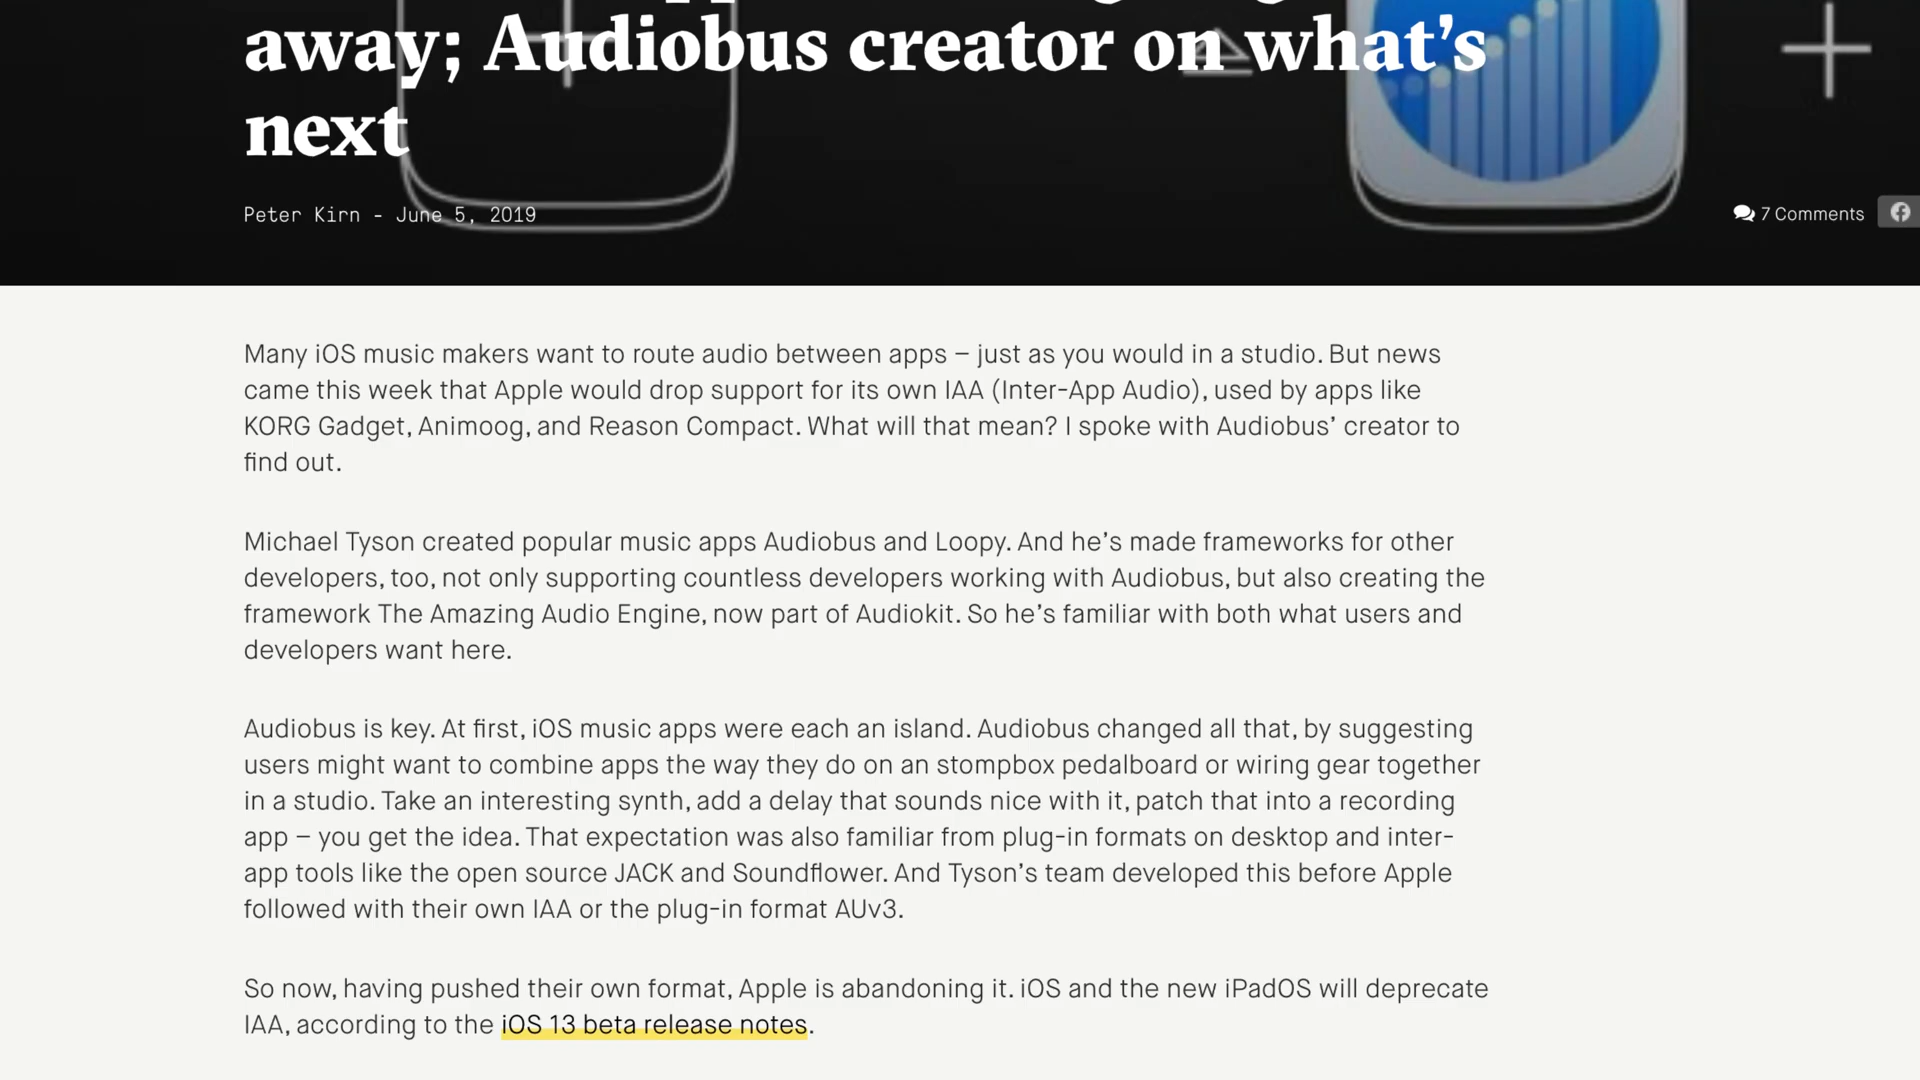 away; Audiobus creator on what’s
next
Peter Kirn - June 5, 2019
7 Comments
Many iOS music makers want to route audio between apps – just as you would in a studio. But news
came this week that Apple would drop support for its own IAA (Inter-App Audio), used by apps like
KORG Gadget, Animoog, and Reason Compact. What will that mean? I spoke with Audiobus’ creator to
find out.
Michael Tyson created popular music apps Audiobus and Loopy. And he’s made frameworks for other
developers, too, not only supporting countless developers working with Audiobus, but also creating the
framework The Amazing Audio Engine, now part of Audiokit. So he’s familiar with both what users and
developers want here.
Audiobus is key. At first, iOS music apps were each an island. Audiobus changed all that, by suggesting
users might want to combine apps the way they do on an stompbox pedalboard or wiring gear together
in a studio. Take an interesting synth, add a delay that sounds nice with it, patch that into a recording
app – you get the idea. That expectation was also familiar from plug-in formats on desktop and inter-
app tools like the open source JACK and Soundflower. And Tyson’s team developed this before Apple
followed with their own IAA or the plug-in format AUv3.
So now, having pushed their own format, Apple is abandoning it. iOS and the new iPadOS will deprecate
IAA, according to the iOS 13 beta release notes.